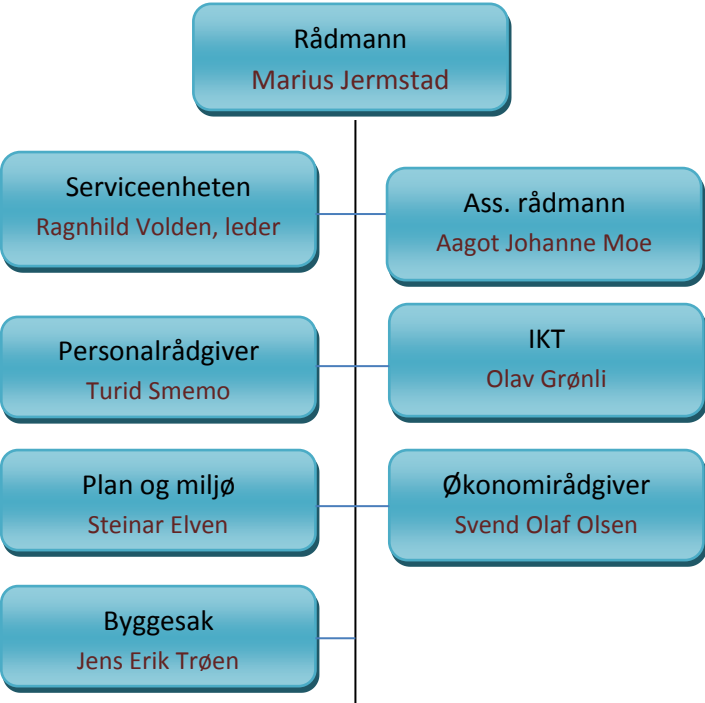 Rådmann
Marius Jermstad
Serviceenheten
Ragnhild Volden, leder
Ass. rådmann
Aagot Johanne Moe
Personalrådgiver
Turid Smemo
IKT
Olav Grønli
Plan og miljø
Steinar Elven
Økonomirådgiver
Svend Olaf Olsen
Byggesak
Jens Erik Trøen